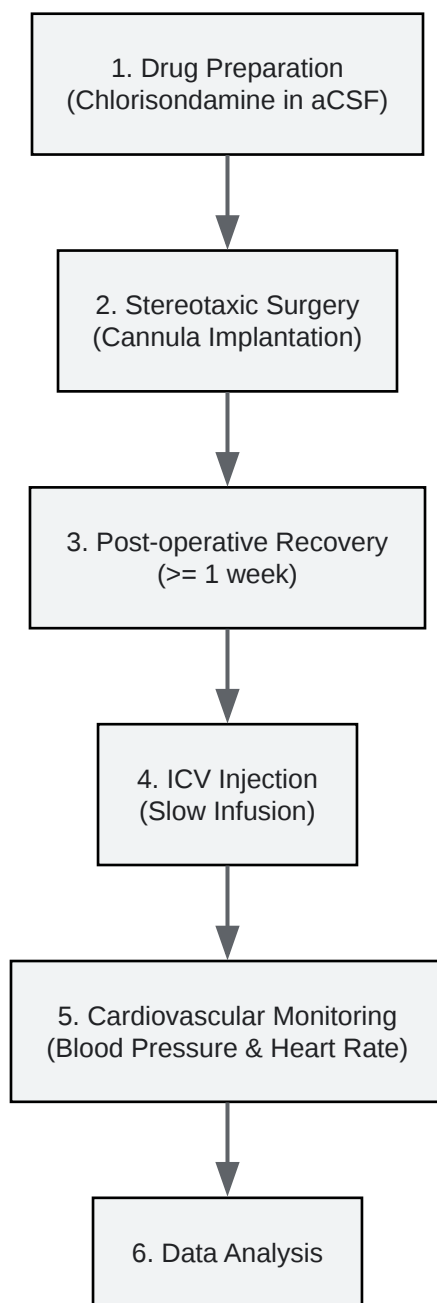 1. Drug Preparation
(Chlorisondamine in aCSF)
2. Stereotaxic Surgery
(Cannula Implantation)
3. Post-operative Recovery
(>= 1 week)
4. ICV Injection
(Slow Infusion)
5. Cardiovascular Monitoring
(Blood Pressure & Heart Rate)
6. Data Analysis